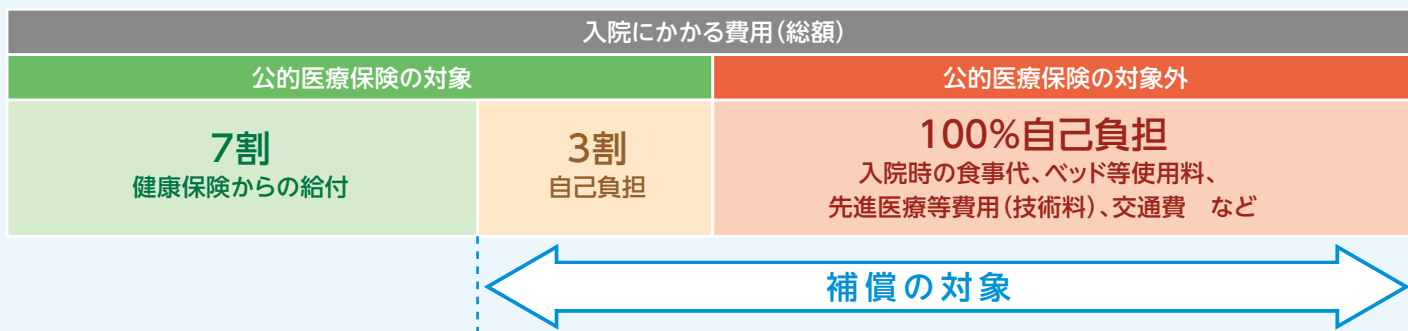 入院にかかる費用（総額）
公的医療保険の対象
公的医療保険の対象外
7割
健康保険からの給付
3割
自己負担
100%自己負担
入院時の食事代、ベッド等使用料、
先進医療等費用（技術料）、交通費　など
補償の対象